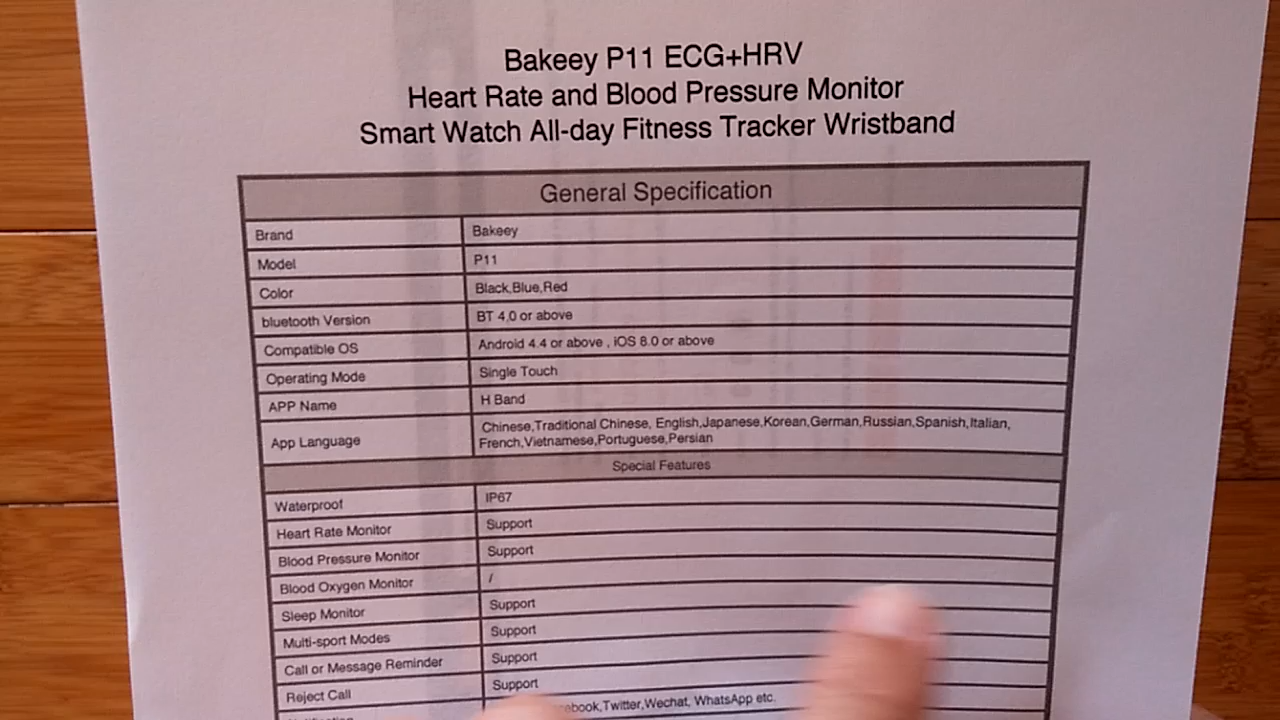 Bakeey P11 ECG+HRV
Heart Rate and Blood Pressure Monitor
Smart Watch All-day Fitness Tracker Wristband
General Specification
Brand Bakeey
Model P11
Color Black,Blue,Red
bluetooth Version BT 4.0 or above
Compatible OS Android 4.4 or above , iOS 8.0 or above
Operating Mode Single Touch
APP Name H Band
App Language Chinese,Traditional Chinese, English,Japanese,Korean,German,Russian,Spanish,Italian,
French,Vietnamese,Portuguese,Persian
Special Features
Waterproof IP67
Heart Rate Monitor Support
Blood Pressure Monitor Support
Blood Oxygen Monitor /
Sleep Monitor Support
Multi-sport Modes Support
Call or Message Reminder Support
Reject Call Support
Twitter,Wechat, WhatsApp etc.